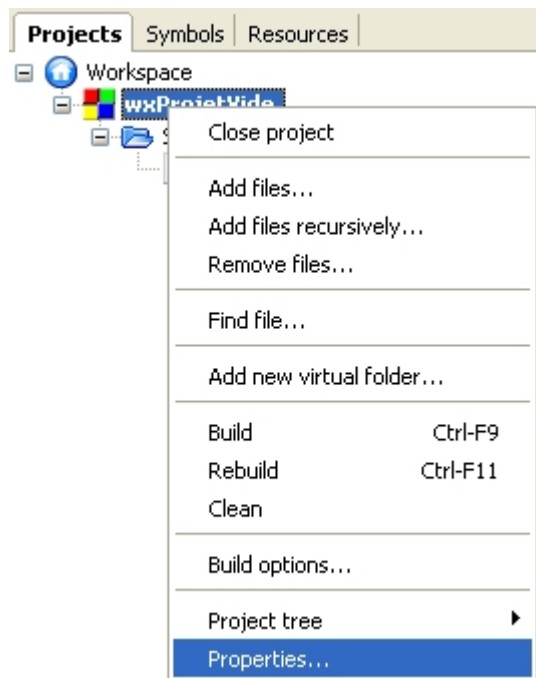 Projects Symbols Resources
Workspace
wxProjetVide
Close project
Add files...
Add files recursively...
Remove files...
Find file...
Add new virtual folder...
Build Ctrl-F9
Rebuild Ctrl-F11
Clean
Build options...
Project tree
Properties...